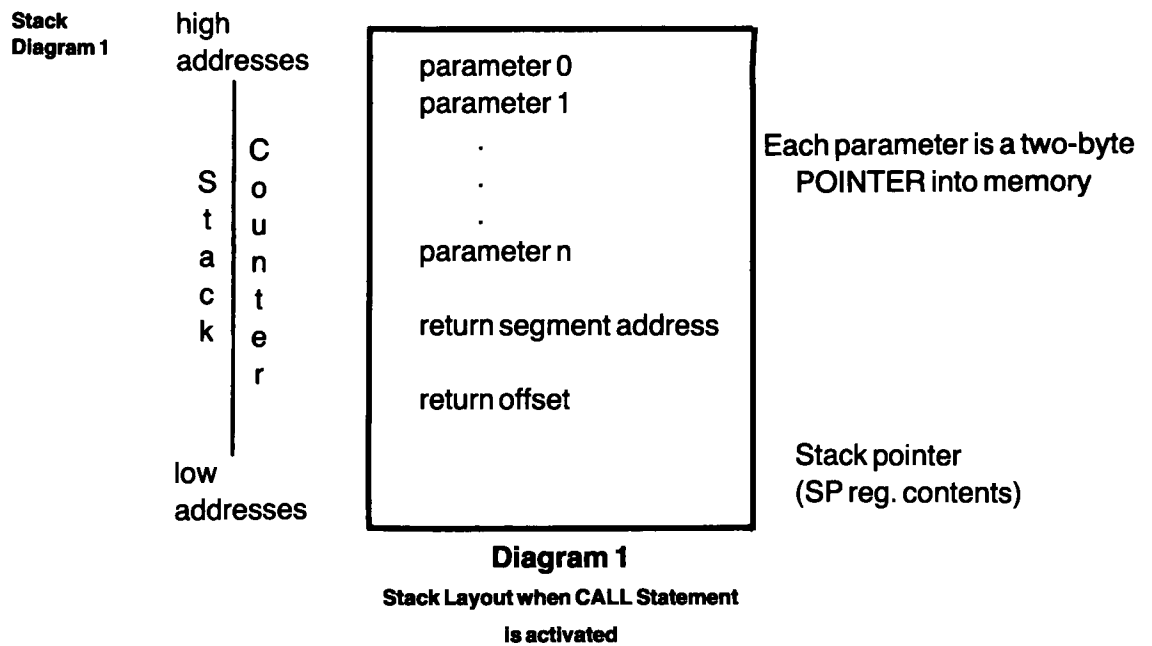 Stack
Diagram 1
high
addresses
Stack
Counter
low
addresses
parameter 0
parameter 1
.
.
.
parameter n
return segment address
return offset
Each parameter is a two-byte
POINTER into memory
Stack pointer
(SP reg. contents)
Diagram 1
Stack Layout when CALL Statement
is activated